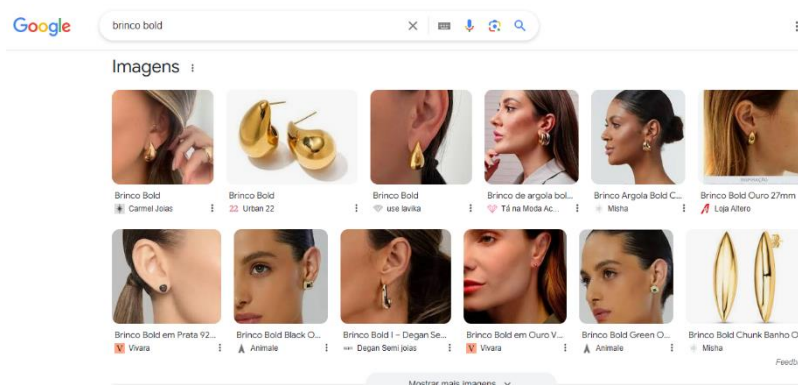 Google
brinco bold
Imagens
Brinco Bold
Carmel Joias
Brinco Bold
22 Urban 22
Brinco Bold
use lavika
Brinco de argola bol...
Tá na Moda Ac...
Brinco Argola Bold C...
Misha
Brinco Bold Ouro 27mm
Loja Altero
Brinco Bold em Prata 92...
V Vivara
Brinco Bold Black O...
Animale
Brinco Bold I – Degan Se...
Degan Semi joias
Brinco Bold em Ouro V...
V Vivara
Brinco Bold Green O...
Animale
Brinco Bold Chunk Banho O
Misha
Feedb
Mostrar mais imagens